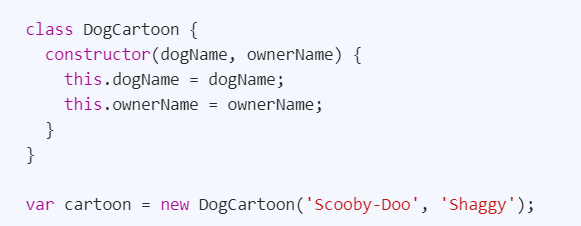 class DogCartoon {
  constructor(dogName, ownerName) {
    this.dogName = dogName;
    this.ownerName = ownerName;
  }
}
var cartoon = new DogCartoon('Scooby-Doo', 'Shaggy');